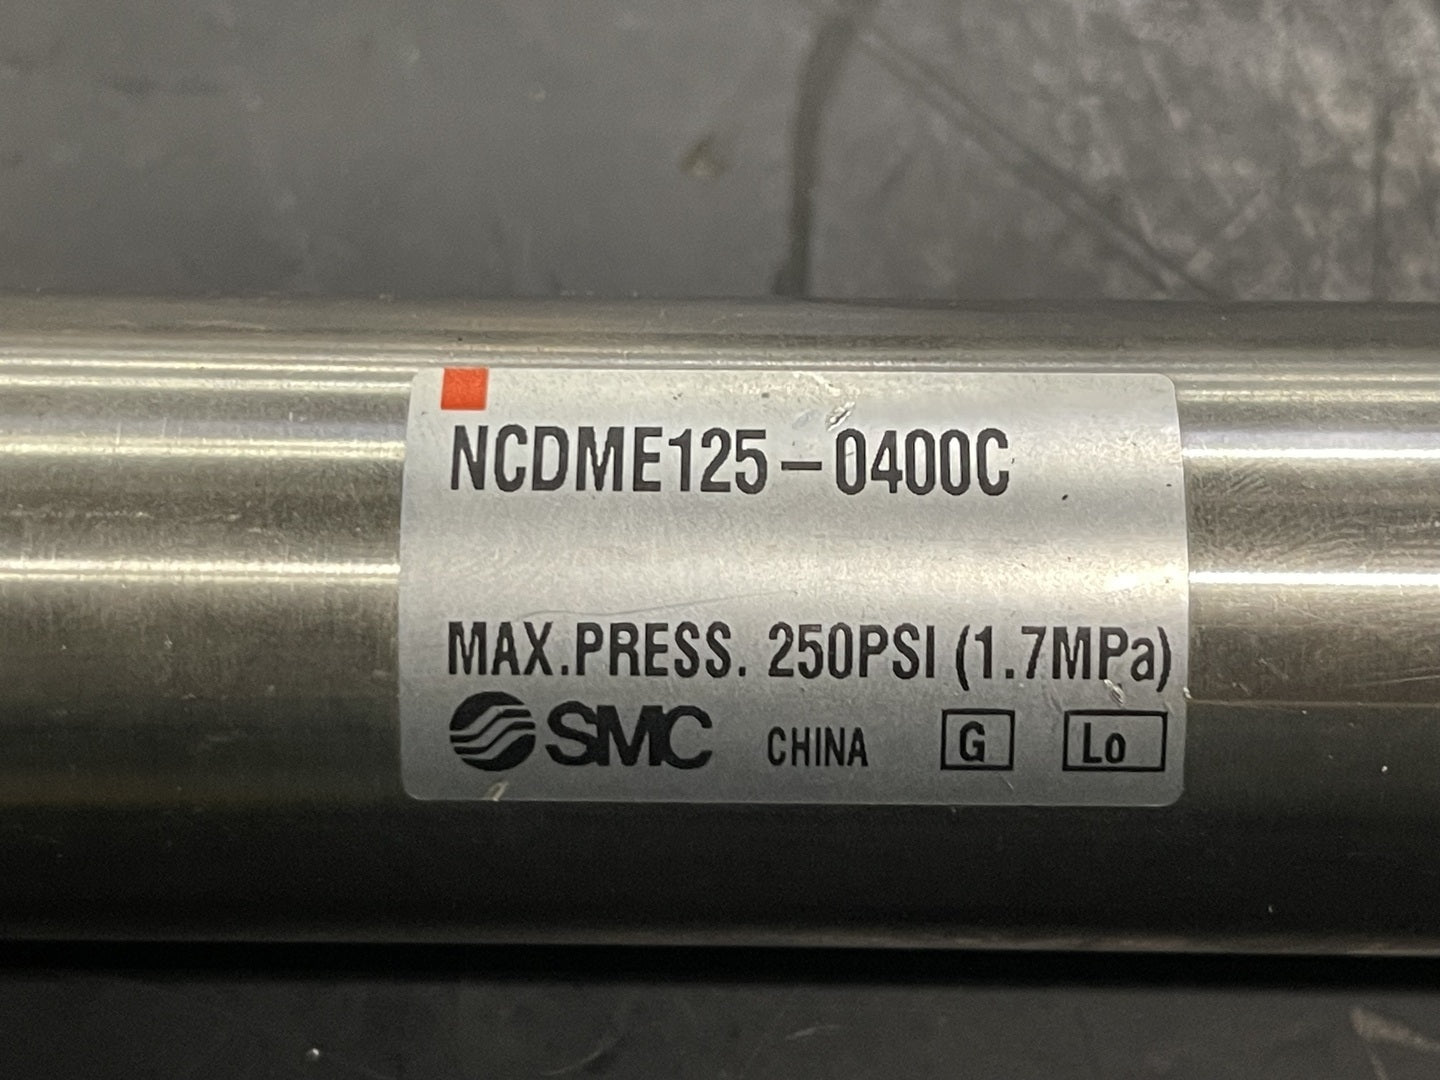 NCDME125-0400C
MAX.PRESS. 250PSI (1.7MPa)
SMC CHINA G Lo